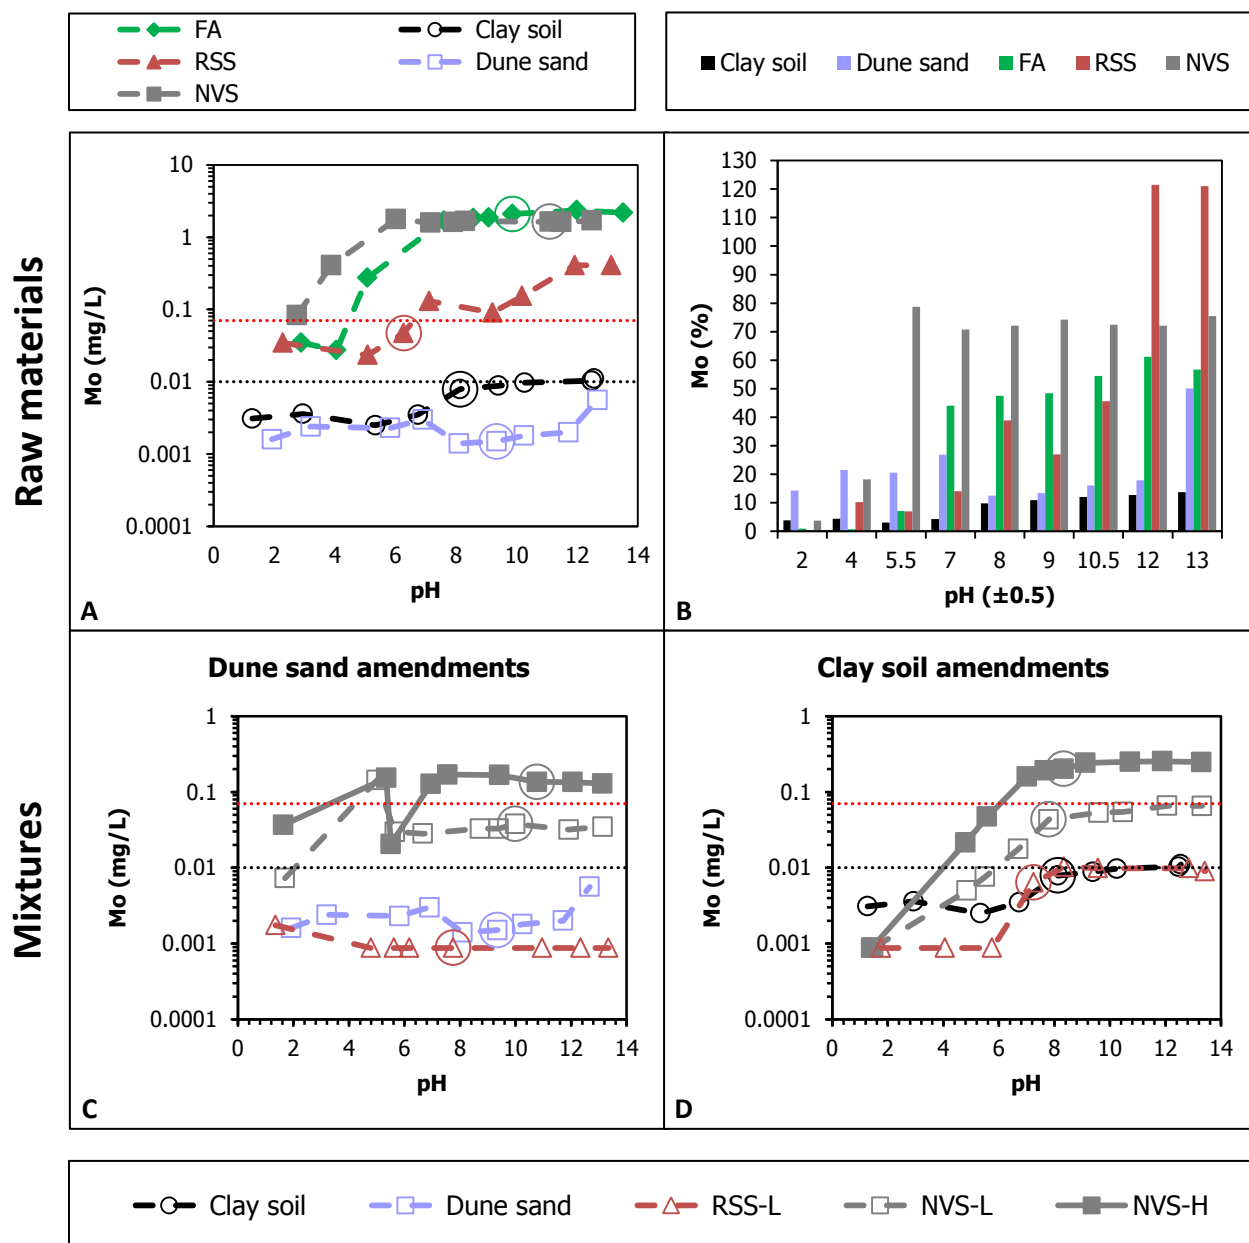 FA
Clay soil
RSS
Dune sand
NVS
Clay soil Dune sand FA RSS NVS
Raw materials
10
1
0.1
0.01
0.001
0.0001
Mo (mg/L)
0 2 4 6 8 10 12 14
pH
A
130
120
110
100
90
80
70
60
50
40
30
20
10
0
Mo (%)
2 4 5.5 7 8 9 10.5 12 13
pH (±0.5)
B
Mixtures
Dune sand amendments
1
0.1
0.01
0.001
0.0001
Mo (mg/L)
0 2 4 6 8 10 12 14
pH
C
Clay soil amendments
1
0.1
0.01
0.001
0.0001
Mo (mg/L)
0 2 4 6 8 10 12 14
pH
D
Clay soil Dune sand RSS-L NVS-L NVS-H